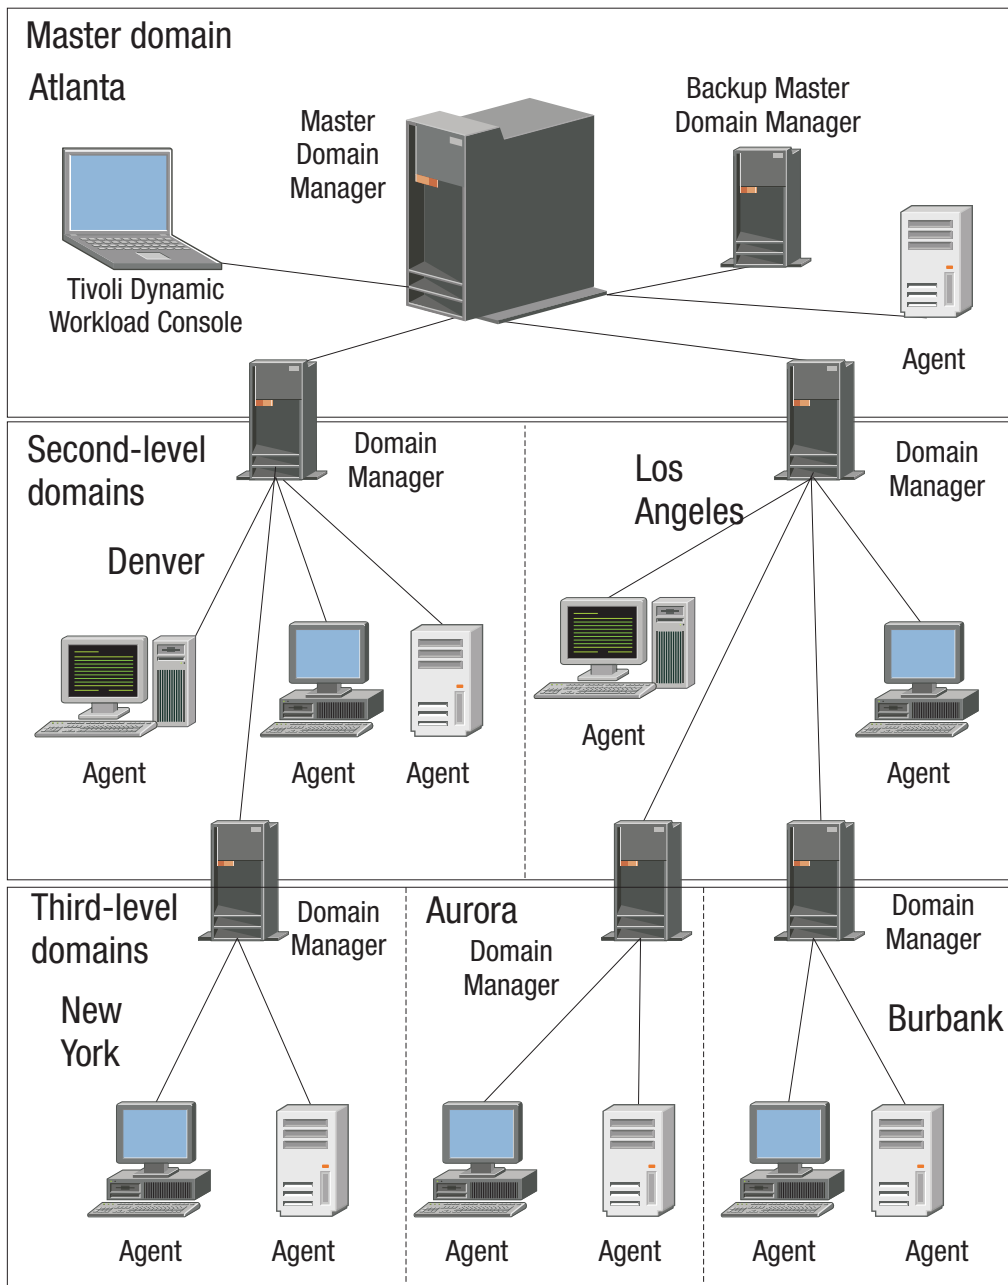 Master domain
Atlanta
Master
Domain
Manager
Backup Master
Domain Manager
Tivoli Dynamic
Workload Console
Agent
Second-level
domains
Domain
Manager
Denver
Los
Angeles
Domain
Manager
Agent
Agent
Agent
Agent
Agent
Third-level
domains
Domain
Manager
New
York
Aurora
Domain
Manager
Domain
Manager
Burbank
Agent
Agent
Agent
Agent
Agent
Agent